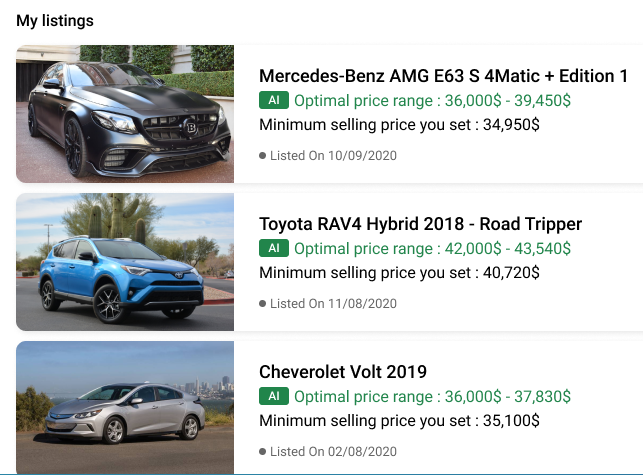 My listings
Mercedes-Benz AMG E63 S 4Matic + Edition 1
AI Optimal price range : 36,000$ - 39,450$
Minimum selling price you set : 34,950$
Listed On 10/09/2020
Toyota RAV4 Hybrid 2018 - Road Tripper
AI Optimal price range : 42,000$ - 43,540$
Minimum selling price you set : 40,720$
Listed On 11/08/2020
Cheverolet Volt 2019
AI Optimal price range : 36,000$ - 37,830$
Minimum selling price you set : 35,100$
Listed On 02/08/2020